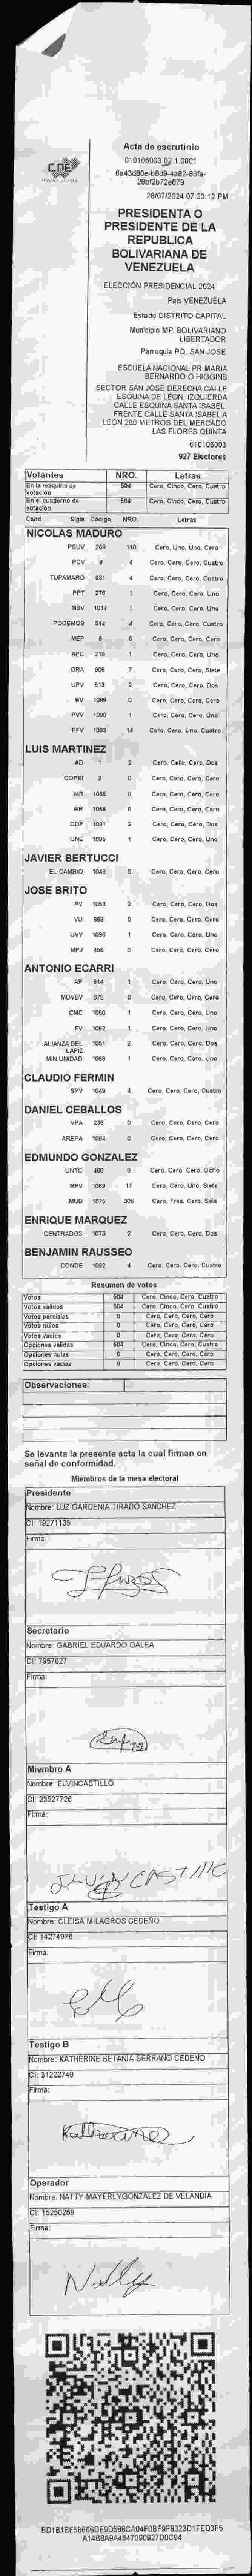 CNE
Acta de escrutinio
010106003.02.1.0001
28/07/2024 07:23:12 PM
PRESIDENTA O
PRESIDENTE DE LA
REPUBLICA
BOLIVARIANA DE
VENEZUELA
ELECCIÓN PRESIDENCIAL 2024
Pais VENEZUELA
Estado DISTRITO CAPITAL
Municipio MP. BOLIVARIANO
LIBERTADOR
Parroquia PQ. SAN JOSE
ESCUELA NACIONAL PRIMARIA
BERNARDO O HIGGINS
SECTOR SAN JOSE DERECHA CALLE
ESQUINA DE LEON. IZQUIERDA
CALLE ESQUINA SANTA ISABEL
FRENTE CALLE SANTA ISABEL A
LEON 200 METROS DEL MERCADO
LAS FLORES QUINTA
010106003
927 Electores
Votantes NRO. Letras
En la maquina de votación 504 Cero, Cinco, Cero, Cuatro
En el cuaderno de votación 504 Cero, Cinco, Cero, Cuatro
Cand. Sigla Código NRO Letras
NICOLAS MADURO
PSUV 269 110 Cero, Uno, Uno, Cero
PCV 9 4 Cero, Cero, Cero, Cuatro
TUPAMARO 931 4 Cero, Cero, Cero, Cuatro
PPT 276 1 Cero, Cero, Cero, Uno
MSV 1017 1 Cero, Cero, Cero, Uno
PODEMOS 514 4 Cero, Cero, Cero, Cuatro
MEP 6 0 Cero, Cero, Cero, Cero
APC 219 1 Cero, Cero, Cero, Uno
ORA 906 7 Cero, Cero, Cero, Siete
UPV 513 2 Cero, Cero, Cero, Dos
EV 1089 0 Cero, Cero, Cero, Cero
PVV 1090 1 Cero, Cero, Cero, Uno
PFV 1093 14 Cero, Cero, Uno, Cuatro
LUIS MARTINEZ
AD 1 2 Cero, Cero, Cero, Dos
COPEI 2 0 Cero, Cero, Cero, Cero
MR 1066 0 Cero, Cero, Cero, Cero
BR 1068 0 Cero, Cero, Cero, Cero
DDP 1091 2 Cero, Cero, Cero, Dos
UNE 1095 1 Cero, Cero, Cero, Uno
JAVIER BERTUCCI
EL CAMBIO 1048 0 Cero, Cero, Cero, Cero
JOSE BRITO
PV 1053 2 Cero, Cero, Cero, Dos
VU 968 0 Cero, Cero, Cero, Cero
UVV 1096 1 Cero, Cero, Cero, Uno
MPJ 458 0 Cero, Cero, Cero, Cero
ANTONIO ECARRI
AP 914 1 Cero, Cero, Cero, Uno
MOVEV 878 0 Cero, Cero, Cero, Cero
CMC 1050 1 Cero, Cero, Cero, Uno
FV 1062 1 Cero, Cero, Cero, Uno
ALIANZA DEL LAPIZ 1051 2 Cero, Cero, Cero, Dos
MIN UNIDAD 1069 1 Cero, Cero, Cero, Uno
CLAUDIO FERMIN
SPV 1049 4 Cero, Cero, Cero, Cuatro
DANIEL CEBALLOS
VPA 236 0 Cero, Cero, Cero, Cero
AREPA 1094 0 Cero, Cero, Cero, Cero
EDMUNDO GONZALEZ
UNTC 460 8 Cero, Cero, Cero, Ocho
MPV 1069 17 Cero, Cero, Uno, Siete
MUD 1075 306 Cero, Tres, Cero, Seis
ENRIQUE MARQUEZ
CENTRADOS 1073 2 Cero, Cero, Cero, Dos
BENJAMIN RAUSSEO
CONDE 1092 4 Cero, Cero, Cero, Cuatro
Resumen de votos
Votos 504 Cero, Cinco, Cero, Cuatro
Votos validos 504 Cero, Cinco, Cero, Cuatro
Votos parciales 0 Cero, Cero, Cero, Cero
Votos nulos 0 Cero, Cero, Cero, Cero
Votos vacios 0 Cero, Cero, Cero, Cero
Opciones validas 504 Cero, Cinco, Cero, Cuatro
Opciones nulas 0 Cero, Cero, Cero, Cero
Opciones vacias 0 Cero, Cero, Cero, Cero
Observaciones:
Se levanta la presente acta la cual firman en
señal de conformidad.
Miembros de la mesa electoral
Presidente
Nombre: LUZ GARDENIA TIRADO SANCHEZ
CI: 19271135
Firma:
Secretario
Nombre: GABRIEL EDUARDO GALEA
CI: 7957627
Firma:
Miembro A
Nombre: ELVINCASTILLO
CI: 23527726
Firma:
ELVIN CASTILLO
Testigo A
Nombre: CLEISA MILAGROS CEDEÑO
CI: 14274976
Firma:
Testigo B
Nombre: KATHERINE BETANIA SERRANO CEDENO
CI: 31222749
Firma:
Katherine
Operador
Nombre: NATTY MAYERLYGONZALEZ DE VELANDIA
CI: 15250269
Firma:
Natty